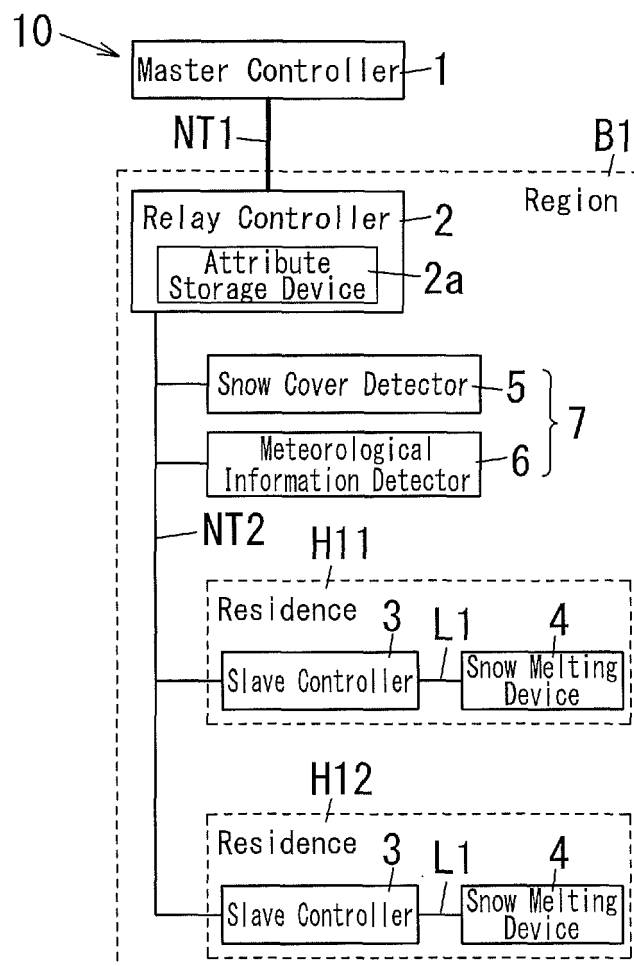 10
Master Controller
1
NT1
B1
Region
Relay Controller
2
Attribute
Storage Device
2a
Snow Cover Detector
5
7
Meteorological
Information Detector
6
NT2
H11
Residence
3
L1
4
Slave Controller
Snow Melting
Device
H12
Residence
3
L1
4
Slave Controller
Snow Melting
Device